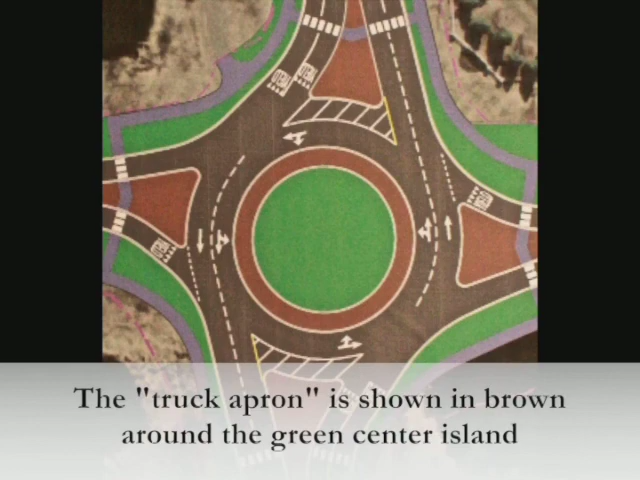 The "truck apron" is shown in brown
around the green center island